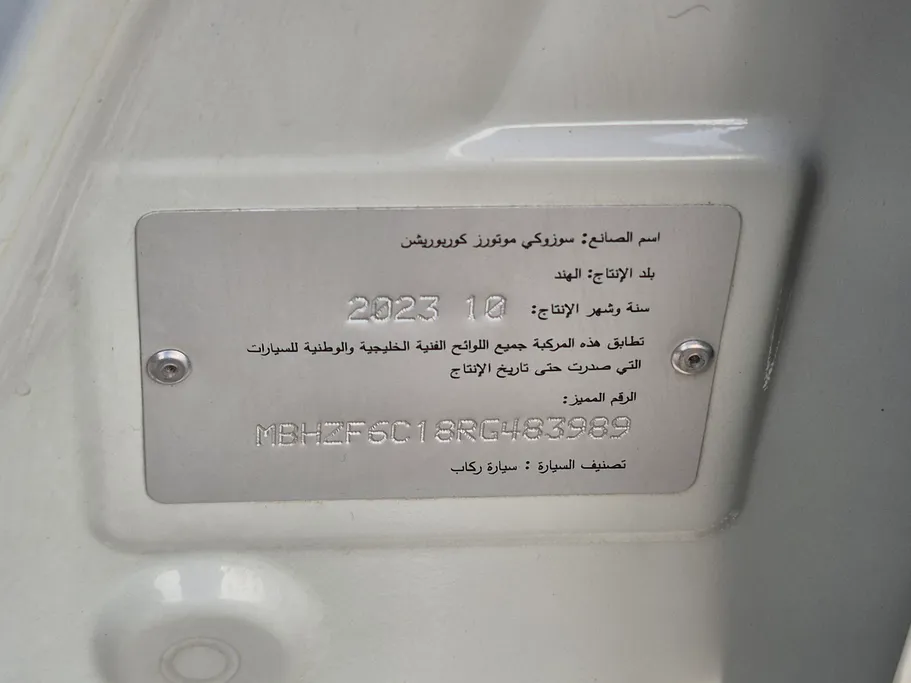 اسم الصانع: سوزوكي موتورز كوربوريشن
بلد الإنتاج: الهند
سنة وشهر الإنتاج: 2023 10
تطابق هذه المركبة جميع اللوائح الفنية الخليجية والوطنية للسيارات
التي صدرت حتى تاريخ الإنتاج
الرقم المميز:
MBHZF6C18RG483989
تصنيف السيارة : سيارة ركاب